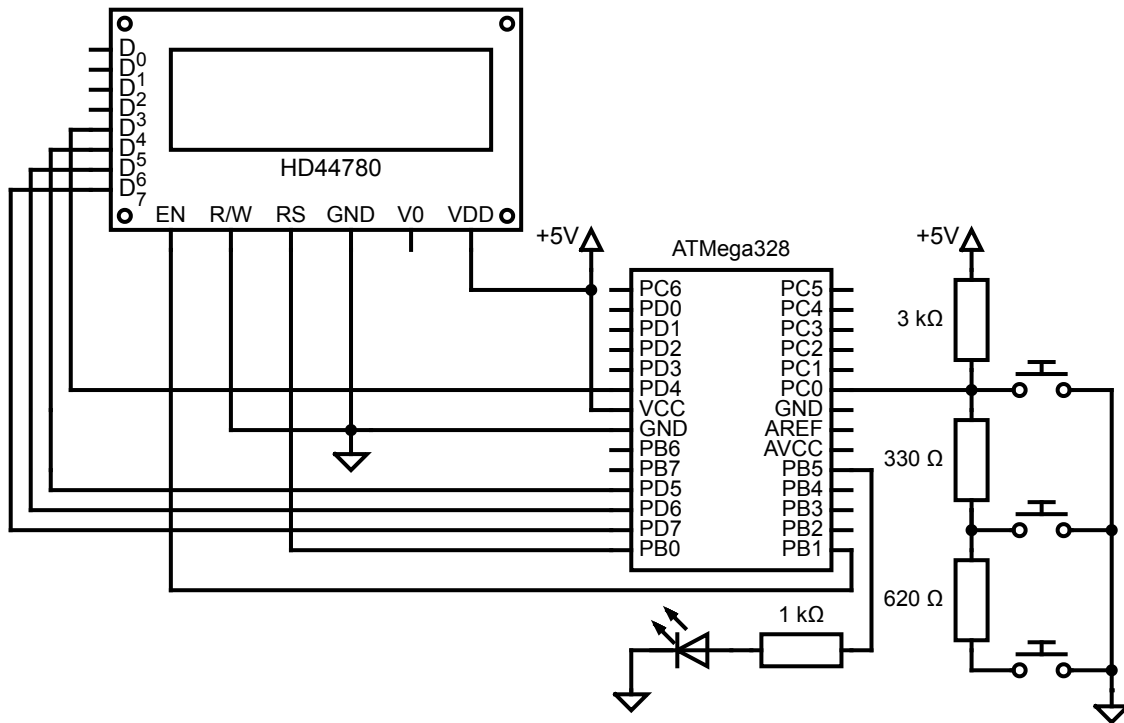 D0
D1
D2
D3
D4
D5
D6
D7
HD44780
EN R/W RS GND V0 VDD
+5V
ATMega328
+5V
PC6 PC5
PD0 PC4
PD1 PC3
PD2 PC2
PD3 PC1
PD4 PC0
VCC GND
GND AREF
PB6 AVCC
PB7 PB5
PD5 PB4
PD6 PB3
PD7 PB2
PB0 PB1
3 kΩ
330 Ω
620 Ω
1 kΩ